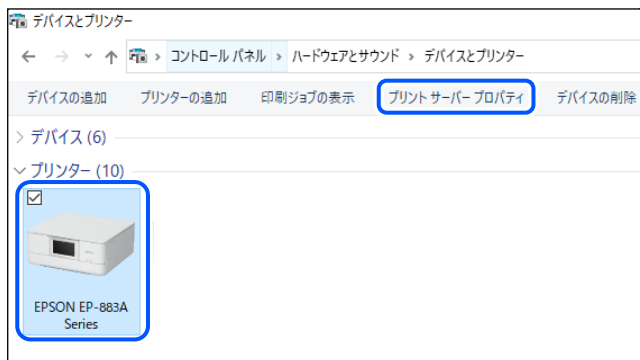 デバイスとプリンター
コントロール パネル › ハードウェアとサウンド › デバイスとプリンター
デバイスの追加 プリンターの追加 印刷ジョブの表示 プリント サーバー プロパティ デバイスの削除
デバイス (6)
プリンター (10)
EPSON EP-883A
Series